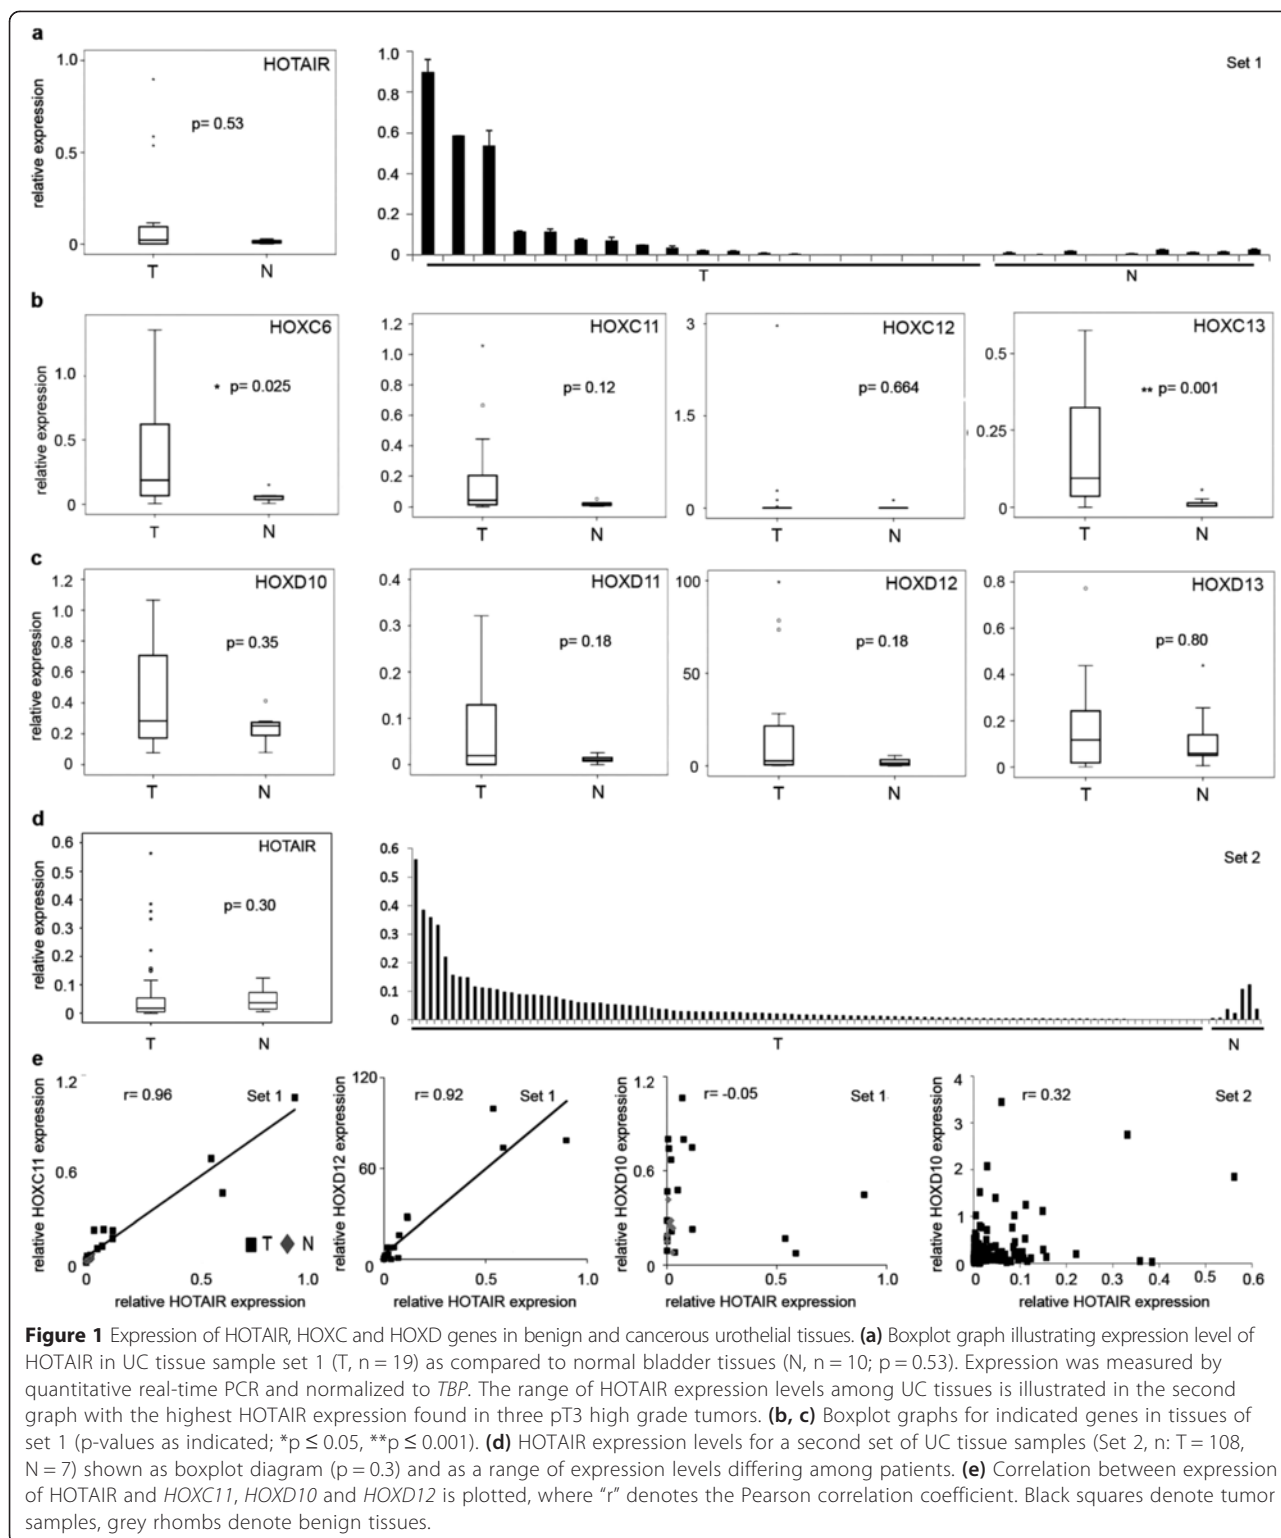 a
HOTAIR
relative expression
1.0
0.5
0
p= 0.53
T N
Set 1
1.0
0.8
0.6
0.4
0.2
0
T N
b
HOXC6
relative expression
1.0
0.5
0
* p= 0.025
T N
HOXC11
1.2
1.0
0.8
0.6
0.4
0.2
0
p= 0.12
T N
HOXC12
3
1.5
0
p= 0.664
T N
HOXC13
0.5
0.25
0
** p= 0.001
T N
c
HOXD10
relative expression
1.2
1.0
0.8
0.6
0.4
0.2
0
p= 0.35
T N
HOXD11
0.4
0.3
0.2
0.1
0
p= 0.18
T N
HOXD12
100
50
0
p= 0.18
T N
HOXD13
0.8
0.6
0.4
0.2
0
p= 0.80
T N
d
HOTAIR
relative expression
0.6
0.5
0.4
0.3
0.2
0.1
0
p= 0.30
T N
Set 2
0.6
0.5
0.4
0.3
0.2
0.1
0
T N
e
relative HOXC11 expression
1.2
0.6
0
r= 0.96 Set 1
T N
0 0.5 1.0
relative HOTAIR expression
relative HOXD12 expression
120
60
0
r= 0.92 Set 1
0 0.5 1.0
relative HOTAIR expression
relative HOXD10 expression
1.2
0.6
0
r= -0.05 Set 1
0 0.5 1.0
relative HOTAIR expression
relative HOXD10 expression
4
3
2
1
0
r= 0.32 Set 2
0 0.1 0.2 0.3 0.4 0.5 0.6
relative HOTAIR expression
Figure 1 Expression of HOTAIR, HOXC and HOXD genes in benign and cancerous urothelial tissues. (a) Boxplot graph illustrating expression level of
HOTAIR in UC tissue sample set 1 (T, n = 19) as compared to normal bladder tissues (N, n = 10; p = 0.53). Expression was measured by
quantitative real-time PCR and normalized to TBP. The range of HOTAIR expression levels among UC tissues is illustrated in the second
graph with the highest HOTAIR expression found in three pT3 high grade tumors. (b, c) Boxplot graphs for indicated genes in tissues of
set 1 (p-values as indicated; *p ≤ 0.05, **p ≤ 0.001). (d) HOTAIR expression levels for a second set of UC tissue samples (Set 2, n: T = 108,
N = 7) shown as boxplot diagram (p = 0.3) and as a range of expression levels differing among patients. (e) Correlation between expression
of HOTAIR and HOXC11, HOXD10 and HOXD12 is plotted, where “r” denotes the Pearson correlation coefficient. Black squares denote tumor
samples, grey rhombs denote benign tissues.